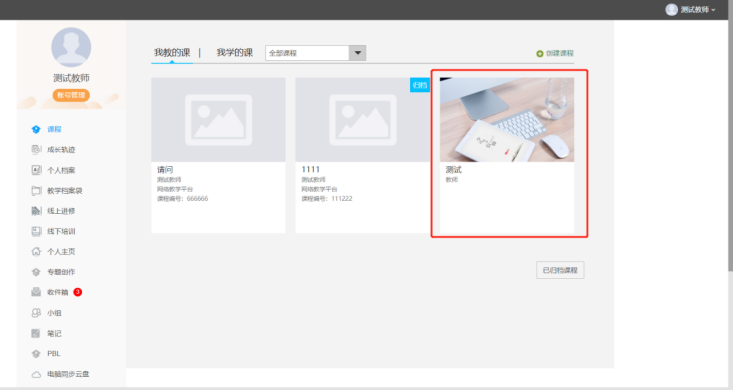 测试教师
测试教师
账号管理
课程
成长轨迹
个人档案
教学档案袋
线上进修
线下培训
个人主页
专题创作
收件箱 3
小组
笔记
PBL
电脑同步云盘
我教的课 | 我学的课 全部课程
创建课程
请问
测试教师
网络教学平台
课程编号：666666
归档
1111
测试教师
网络教学平台
课程编号：111222
测试
教师
已归档课程